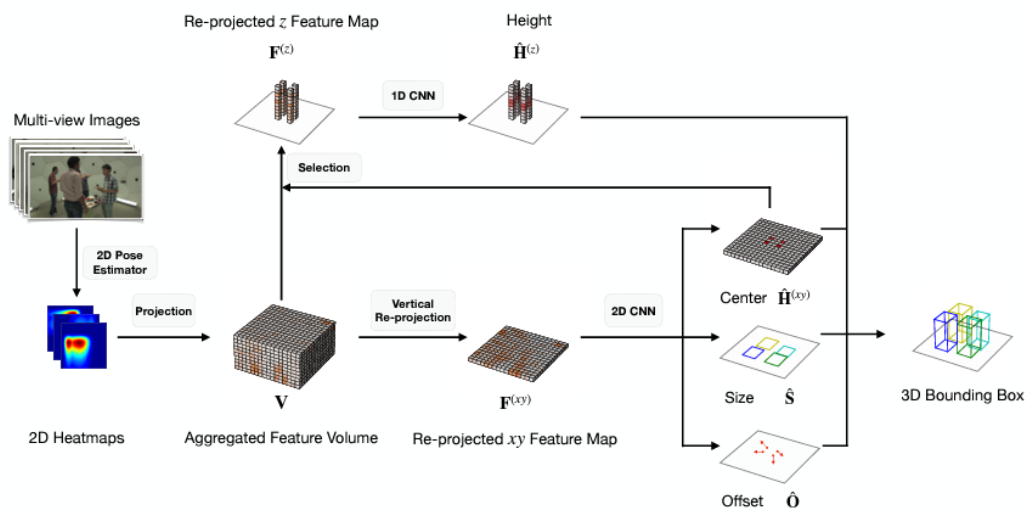 Re-projected z Feature Map
F^(z)
Height
Ĥ^(z)
1D CNN
Multi-view Images
Selection
2D Pose
Estimator
Projection
Vertical
Re-projection
2D CNN
Center Ĥ^(xy)
V
F^(xy)
Size Ŝ
3D Bounding Box
2D Heatmaps
Aggregated Feature Volume
Re-projected xy Feature Map
Offset Ô